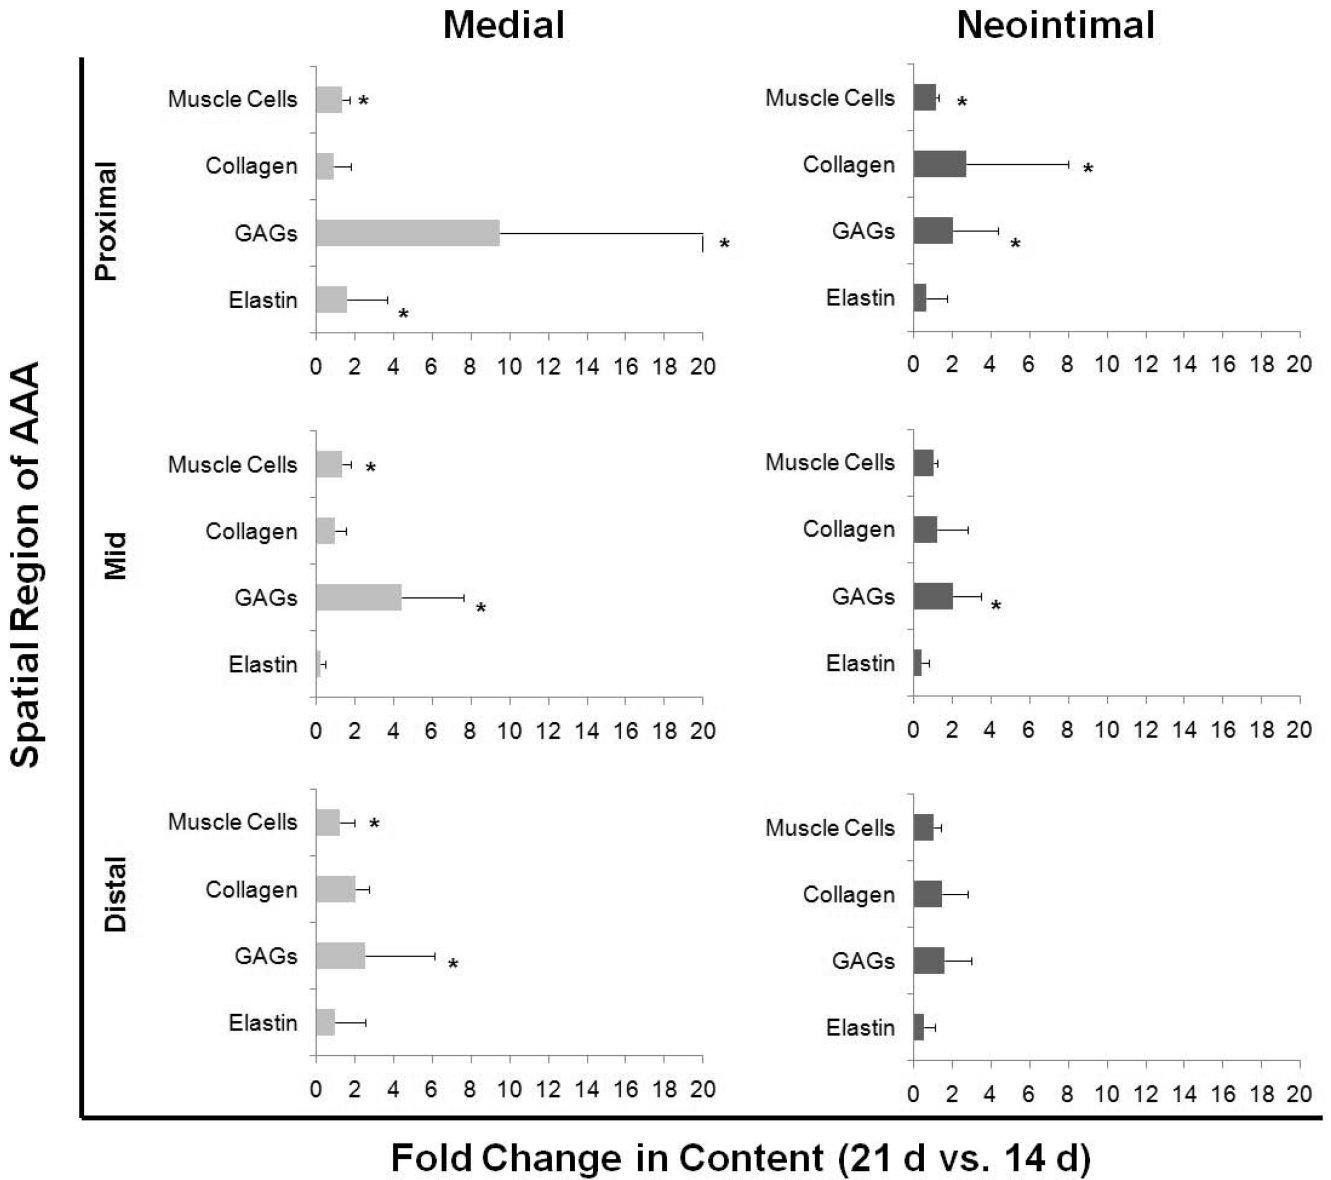 Medial Neointimal
Spatial Region of AAA
Proximal
Muscle Cells *
Collagen
GAGs *
Elastin *
0 2 4 6 8 10 12 14 16 18 20
Muscle Cells *
Collagen *
GAGs *
Elastin
0 2 4 6 8 10 12 14 16 18 20
Mid
Muscle Cells *
Collagen
GAGs *
Elastin
0 2 4 6 8 10 12 14 16 18 20
Muscle Cells
Collagen
GAGs *
Elastin
0 2 4 6 8 10 12 14 16 18 20
Distal
Muscle Cells *
Collagen
GAGs *
Elastin
0 2 4 6 8 10 12 14 16 18 20
Muscle Cells
Collagen
GAGs
Elastin
0 2 4 6 8 10 12 14 16 18 20
Fold Change in Content (21 d vs. 14 d)